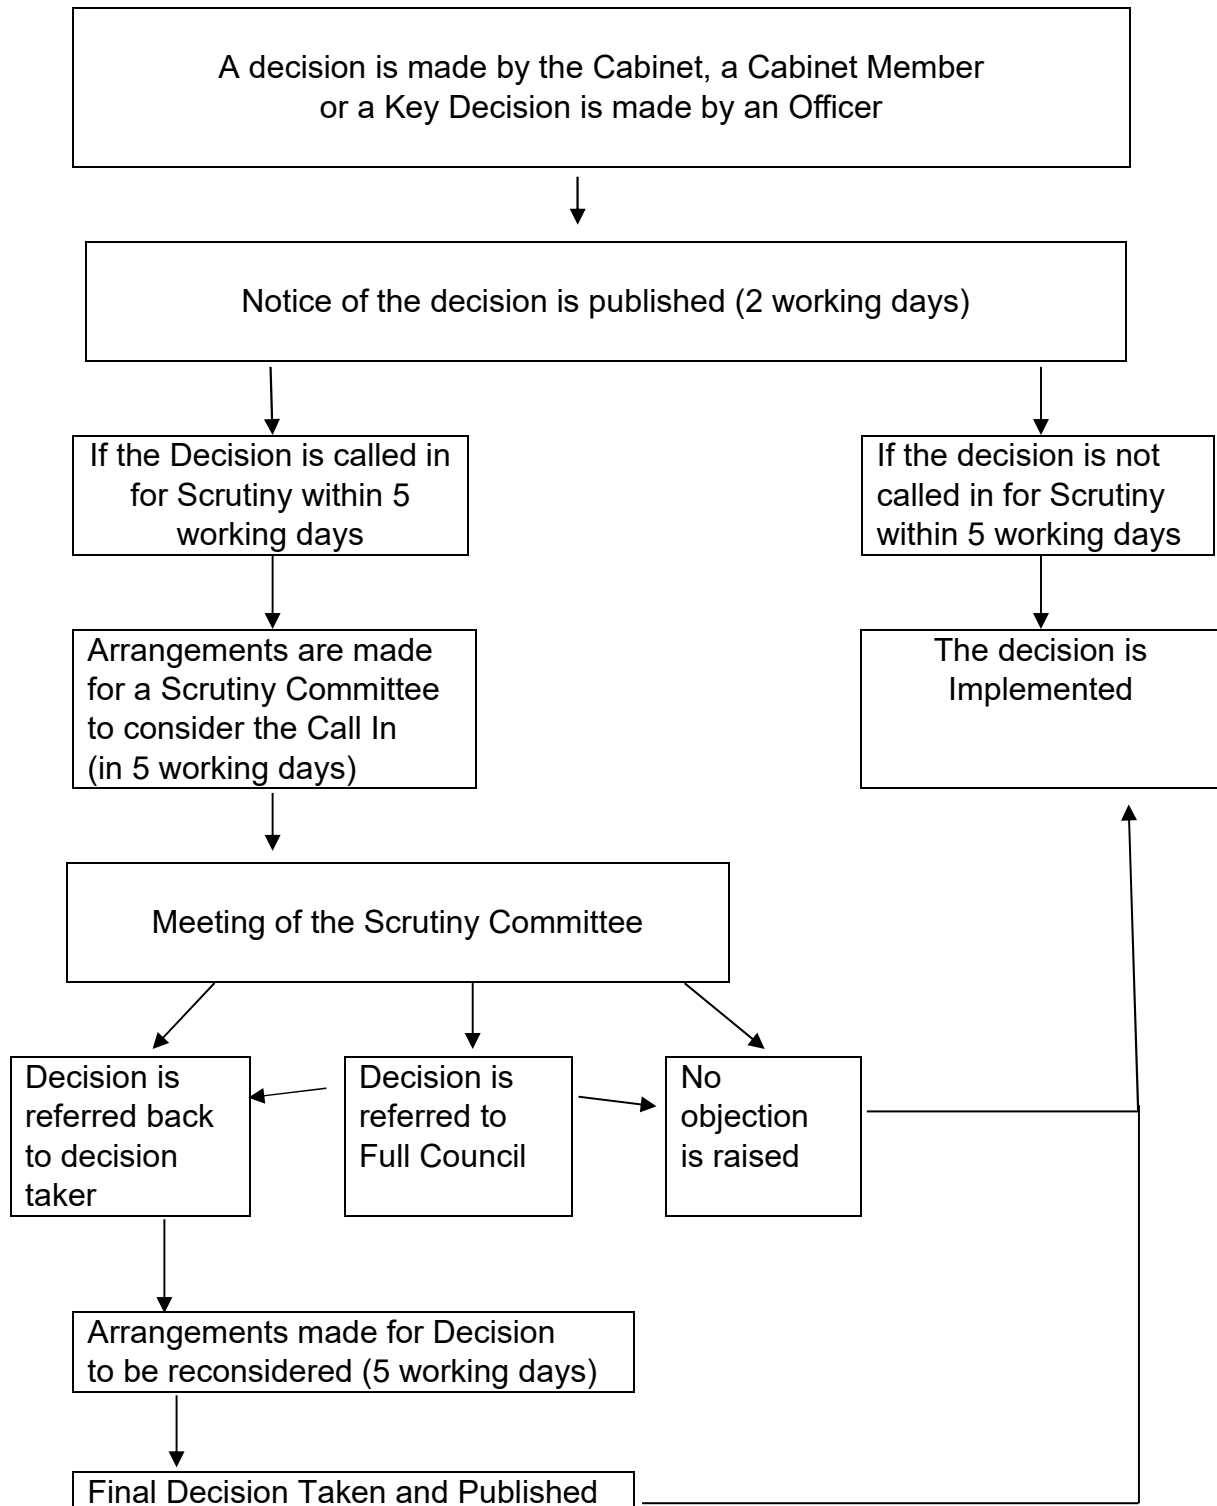 A decision is made by the Cabinet, a Cabinet Member
or a Key Decision is made by an Officer
Notice of the decision is published (2 working days)
If the Decision is called in
for Scrutiny within 5
working days
If the decision is not
called in for Scrutiny
within 5 working days
Arrangements are made
for a Scrutiny Committee
to consider the Call In
(in 5 working days)
The decision is
Implemented
Meeting of the Scrutiny Committee
Decision is
referred back
to decision
taker
Decision is
referred to
Full Council
No
objection
is raised
Arrangements made for Decision
to be reconsidered (5 working days)
Final Decision Taken and Published